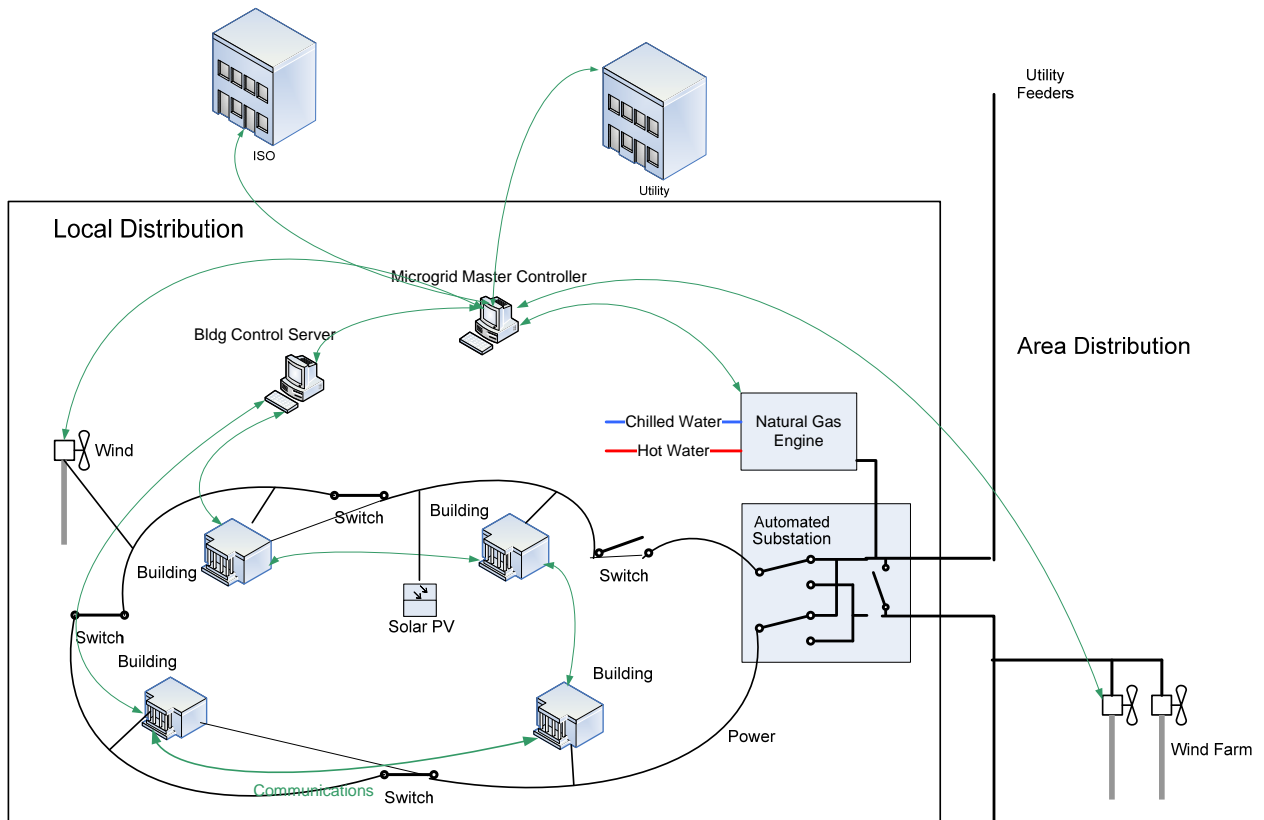 Utility
Feeders
ISO
Utility
Local Distribution
Microgrid Master Controller
Bldg Control Server
Area Distribution
Chilled Water
Natural Gas
Engine
Hot Water
Wind
Switch
Building
Automated
Substation
Building
Switch
Solar PV
Switch
Building
Building
Power
Wind Farm
Communications
Switch